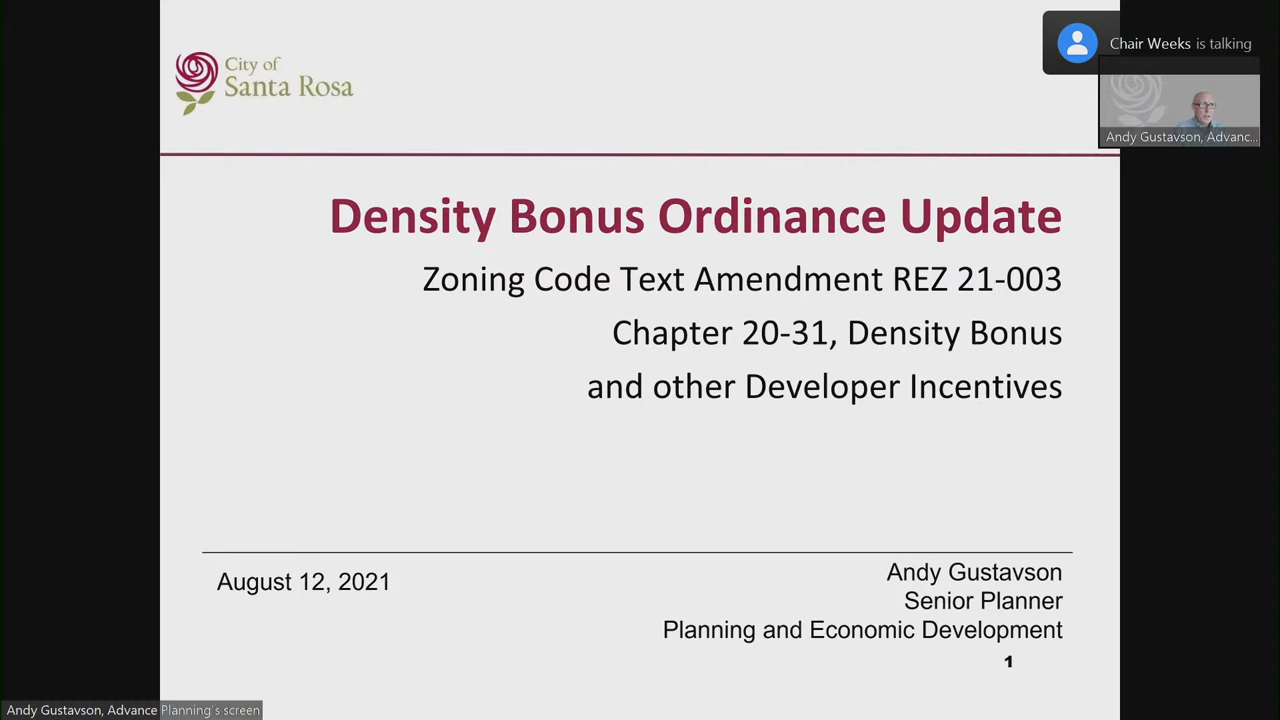 City of
Santa Rosa
Chair Weeks is talking
Andy Gustavson, Advanc...
Density Bonus Ordinance Update
Zoning Code Text Amendment REZ 21-003
Chapter 20-31, Density Bonus
and other Developer Incentives
August 12, 2021
Andy Gustavson
Senior Planner
Planning and Economic Development
1
Andy Gustavson, Advance Planning's screen